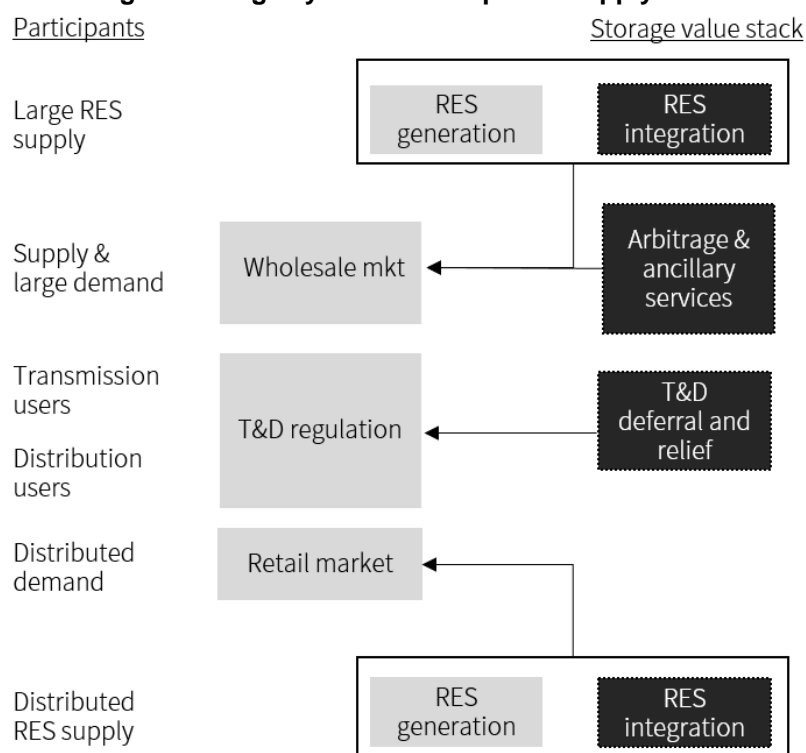 Participants
Storage value stack
Large RES
supply
RES
generation
RES
integration
Supply &
large demand
Wholesale mkt
Arbitrage &
ancillary
services
Transmission
users
Distribution
users
T&D regulation
T&D
deferral and
relief
Distributed
demand
Retail market
Distributed
RES supply
RES
generation
RES
integration